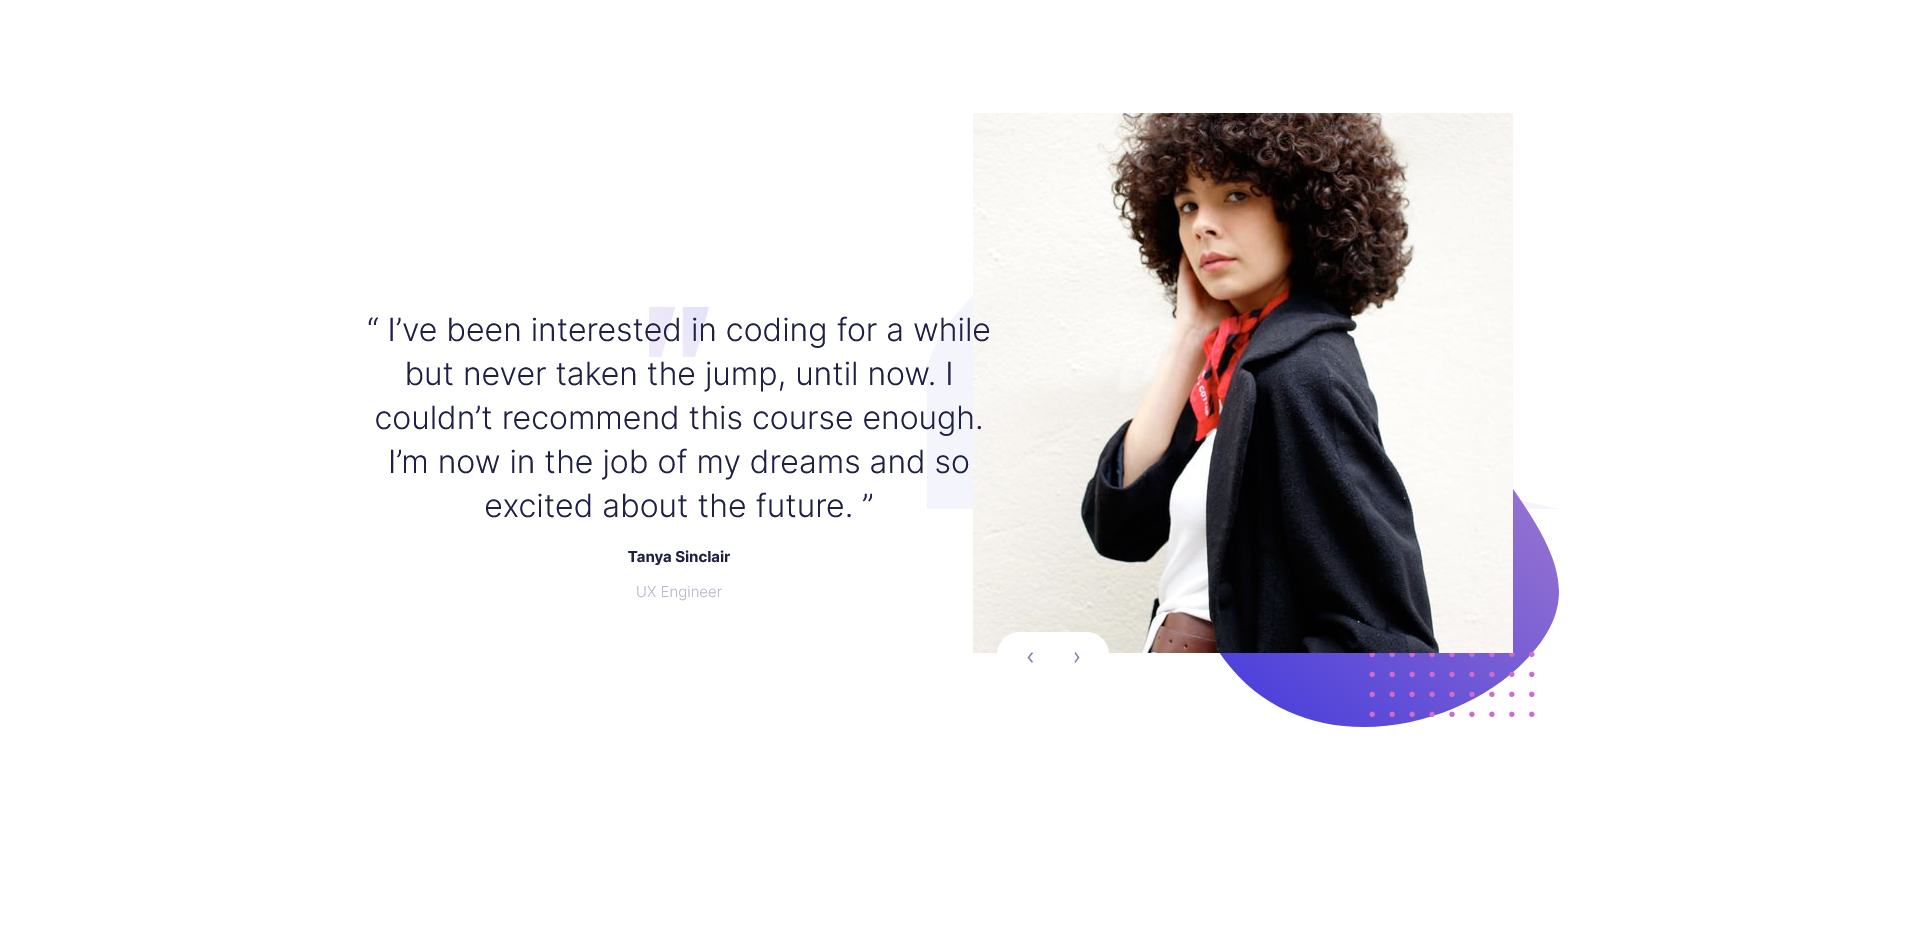 “ I’ve been interested in coding for a while
but never taken the jump, until now. I
couldn’t recommend this course enough.
I’m now in the job of my dreams and so
excited about the future. ”
Tanya Sinclair
UX Engineer